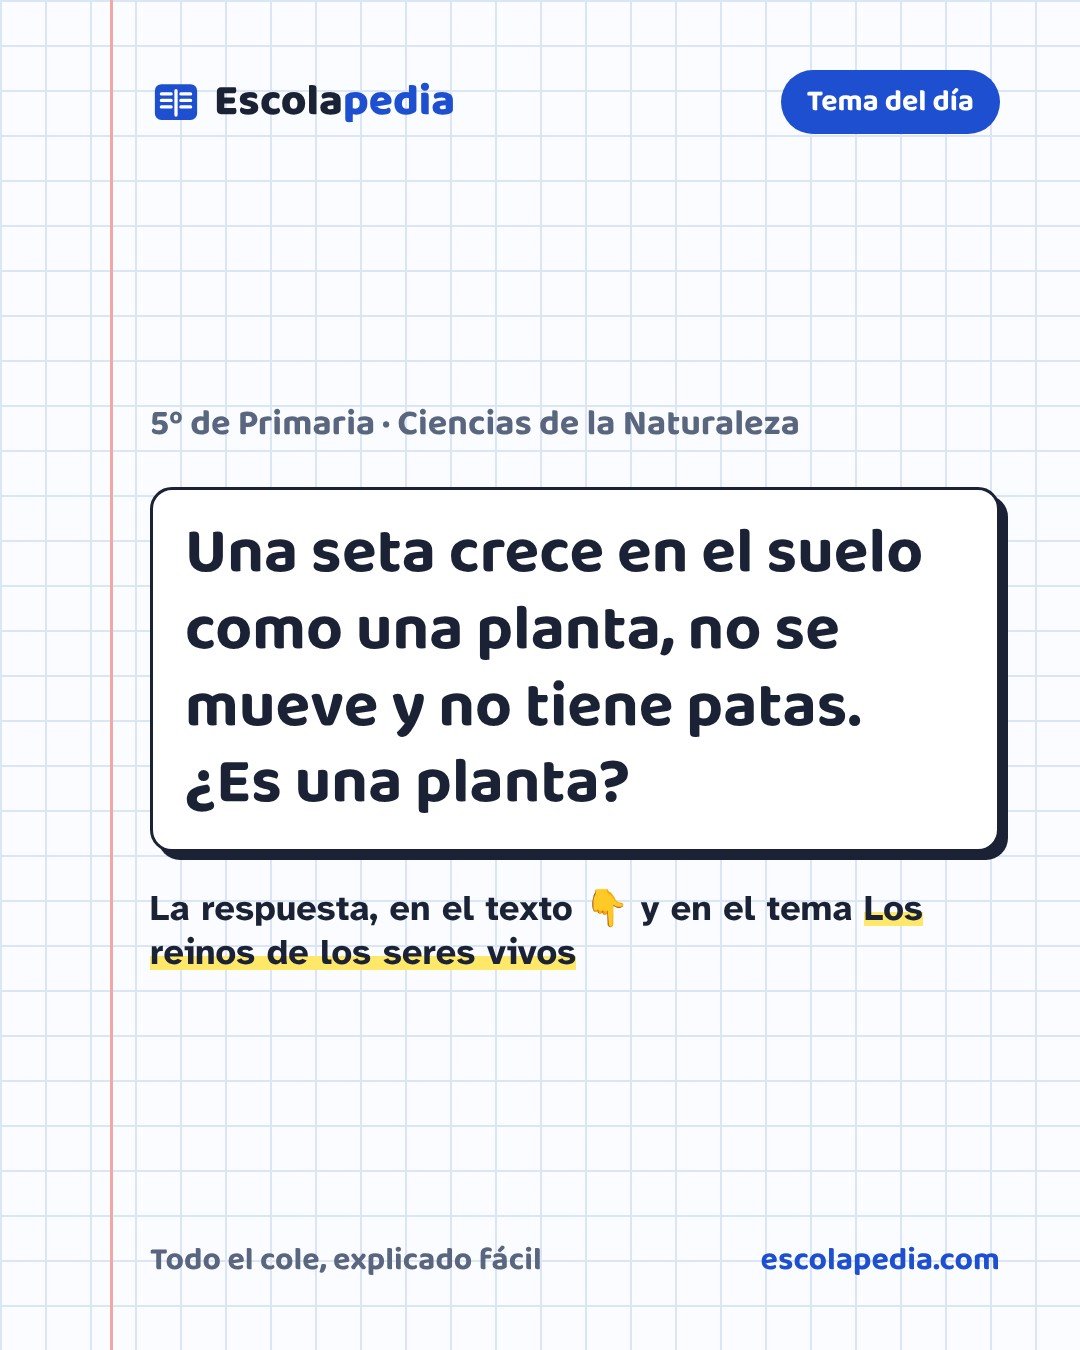 Escolapedia
Tema del día
5º de Primaria · Ciencias de la Naturaleza
Una seta crece en el suelo
como una planta, no se
mueve y no tiene patas.
¿Es una planta?
La respuesta, en el texto 👇 y en el tema Los
reinos de los seres vivos
Todo el cole, explicado fácil
escolapedia.com